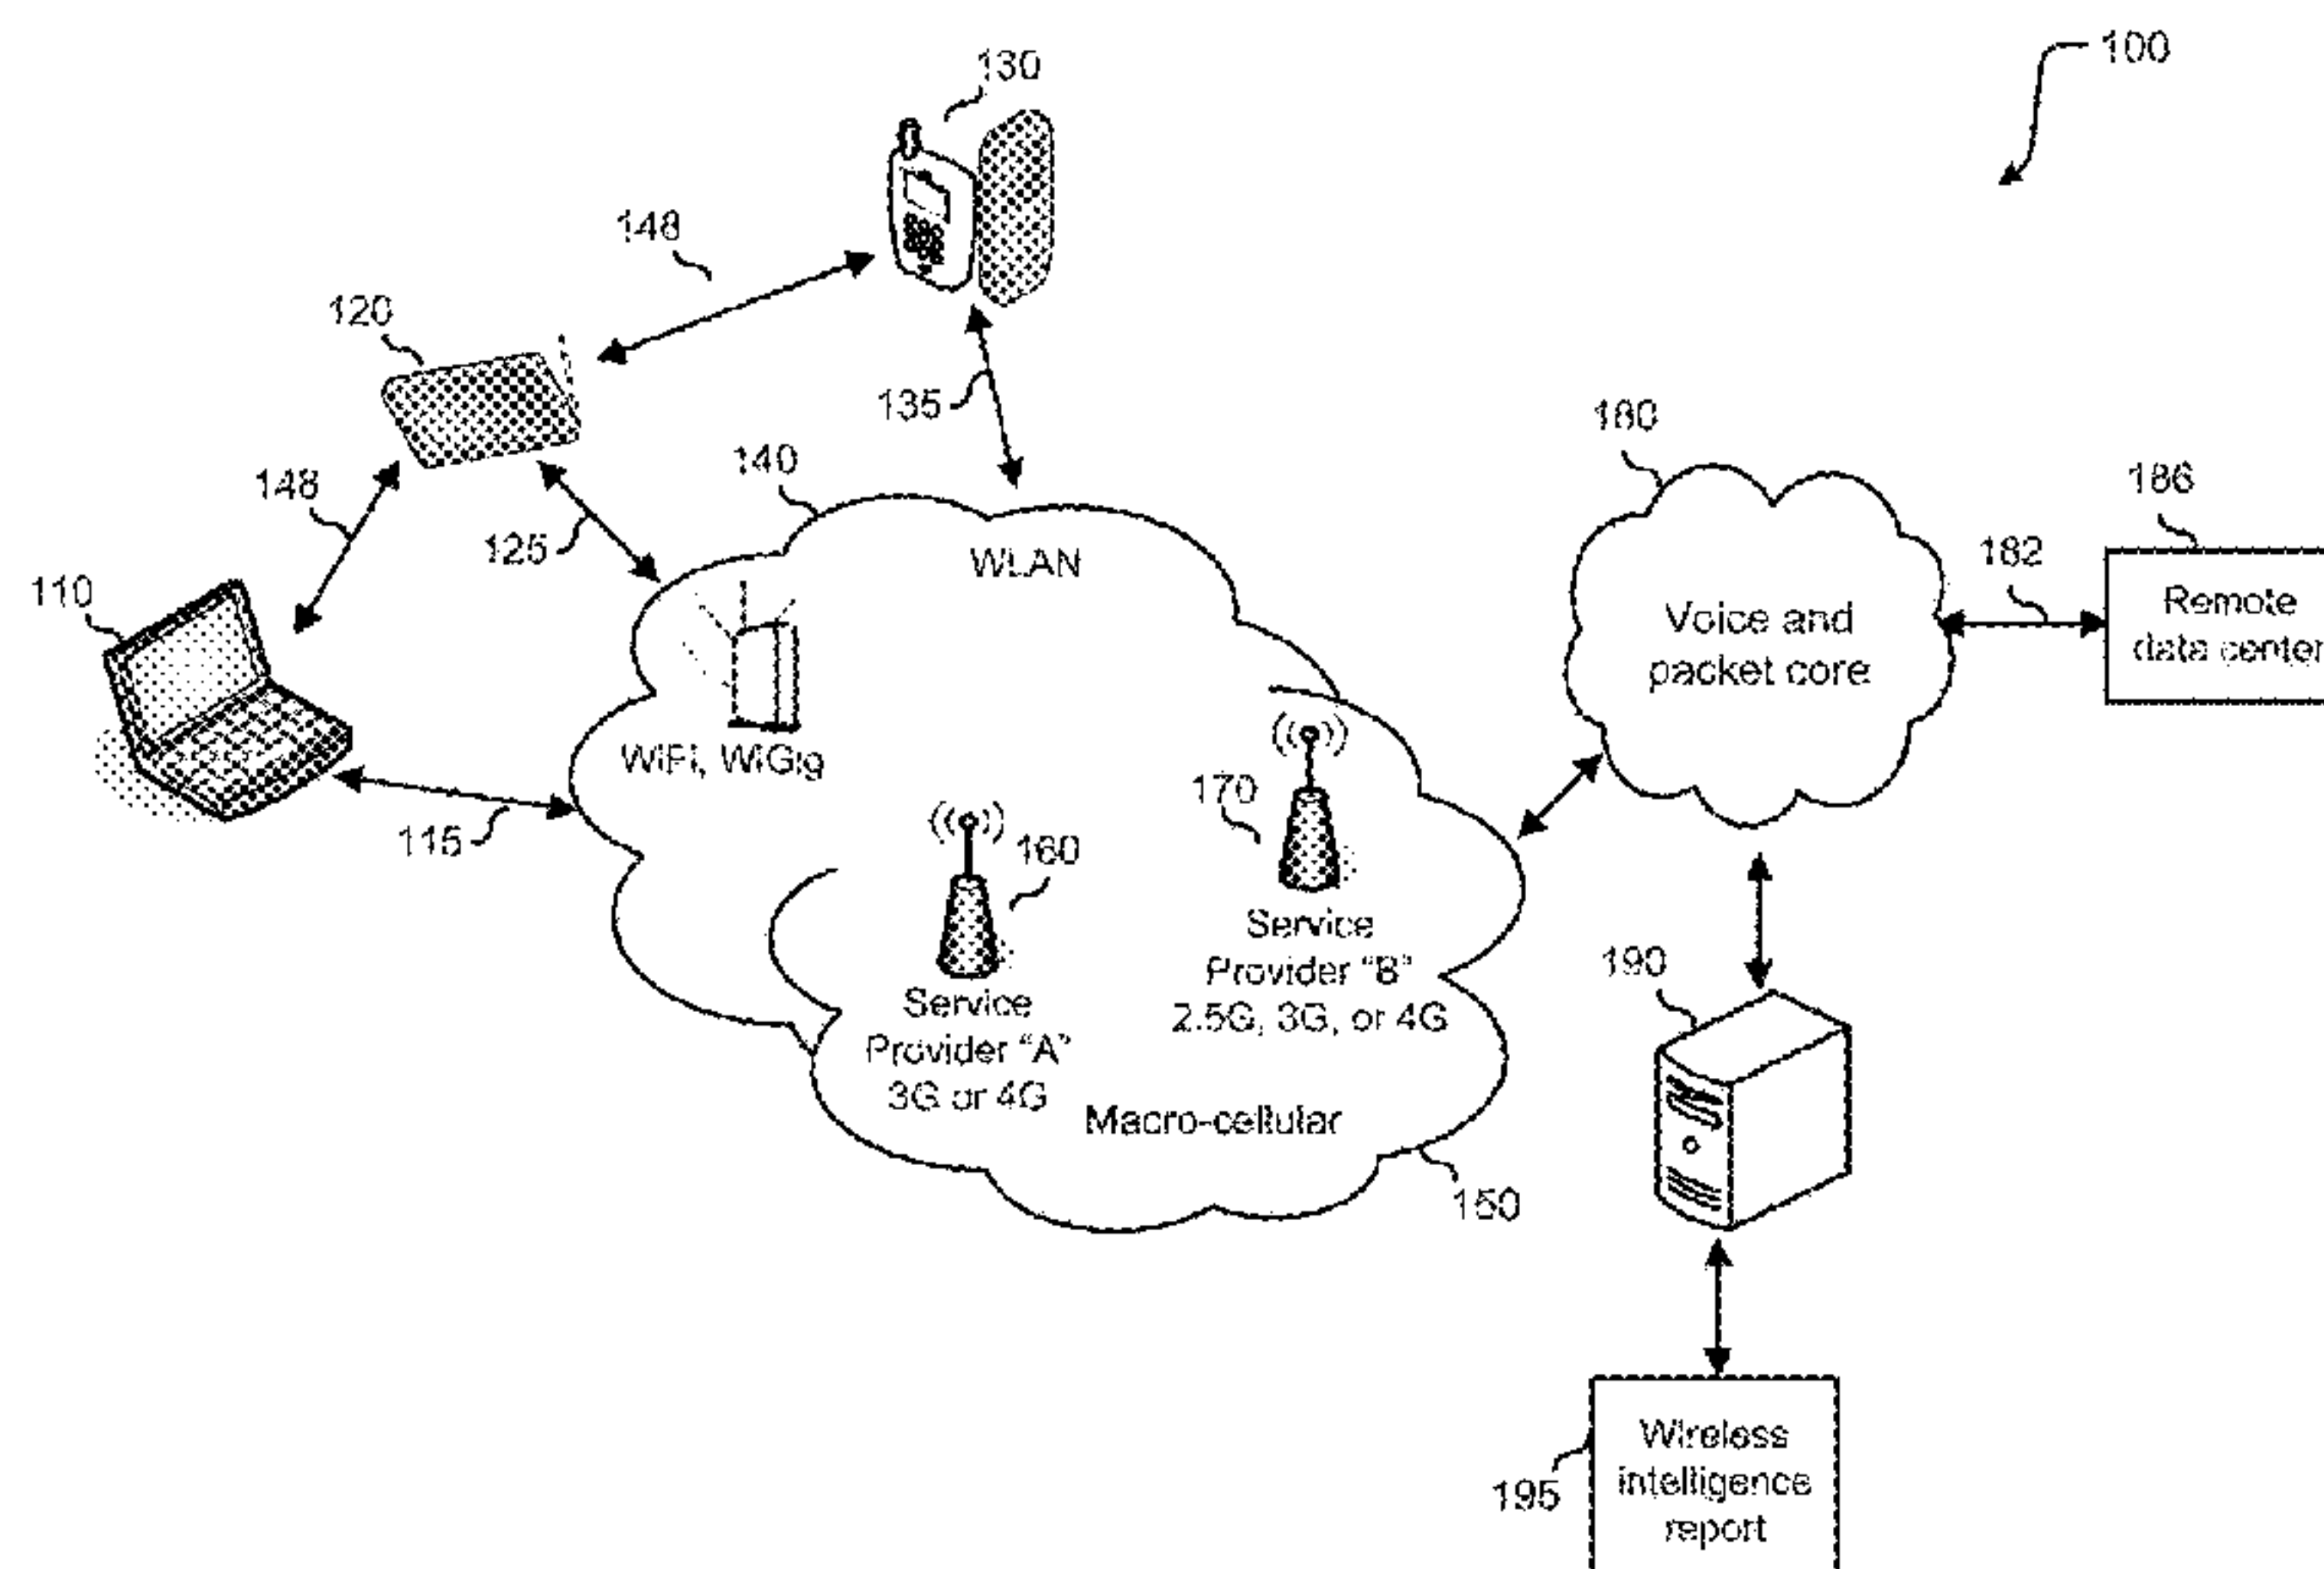 100
130
148
120
135
180
140
186
148
182
125
WLAN
110
Remote
Voice and
data center
packet core
WiFi, WiGig
170
115
160
Service
Provider "B"
190
Service
2.5G, 3G, or 4G
Provider "A"
3G or 4G
Macro-cellular
150
Wireless
intelligence
195
report